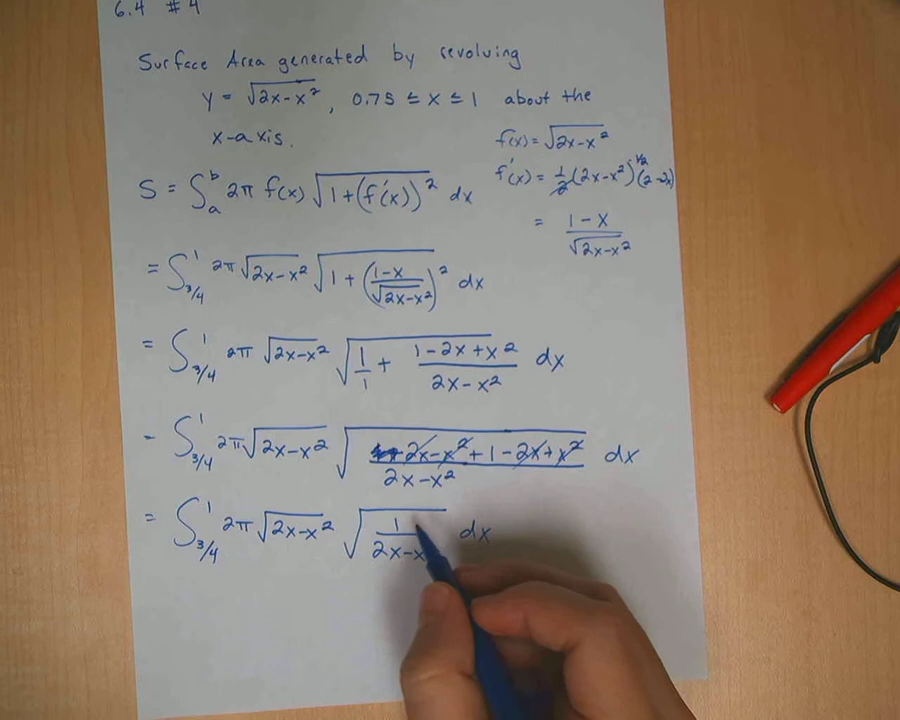 6.4 #4
Surface Area generated by revolving
y = √(2x-x²), 0.75 ≤ x ≤ 1 about the
x-axis.
f(x) = √(2x-x²)
S = ∫ₐᵇ 2π f(x) √(1+(f'(x))²) dx
f'(x) = 1/2 (2x-x²)^(-1/2) (2-2x)
= (1-x)/√(2x-x²)
= ∫_(3/4)^1 2π √(2x-x²) √(1+((1-x)/√(2x-x²))²) dx
= ∫_(3/4)^1 2π √(2x-x²) √(1/1 + (1-2x+x²)/(2x-x²)) dx
= ∫_(3/4)^1 2π √(2x-x²) √((2x-x²+1-2x+x²)/(2x-x²)) dx
= ∫_(3/4)^1 2π √(2x-x²) √(1/(2x-x)) dx